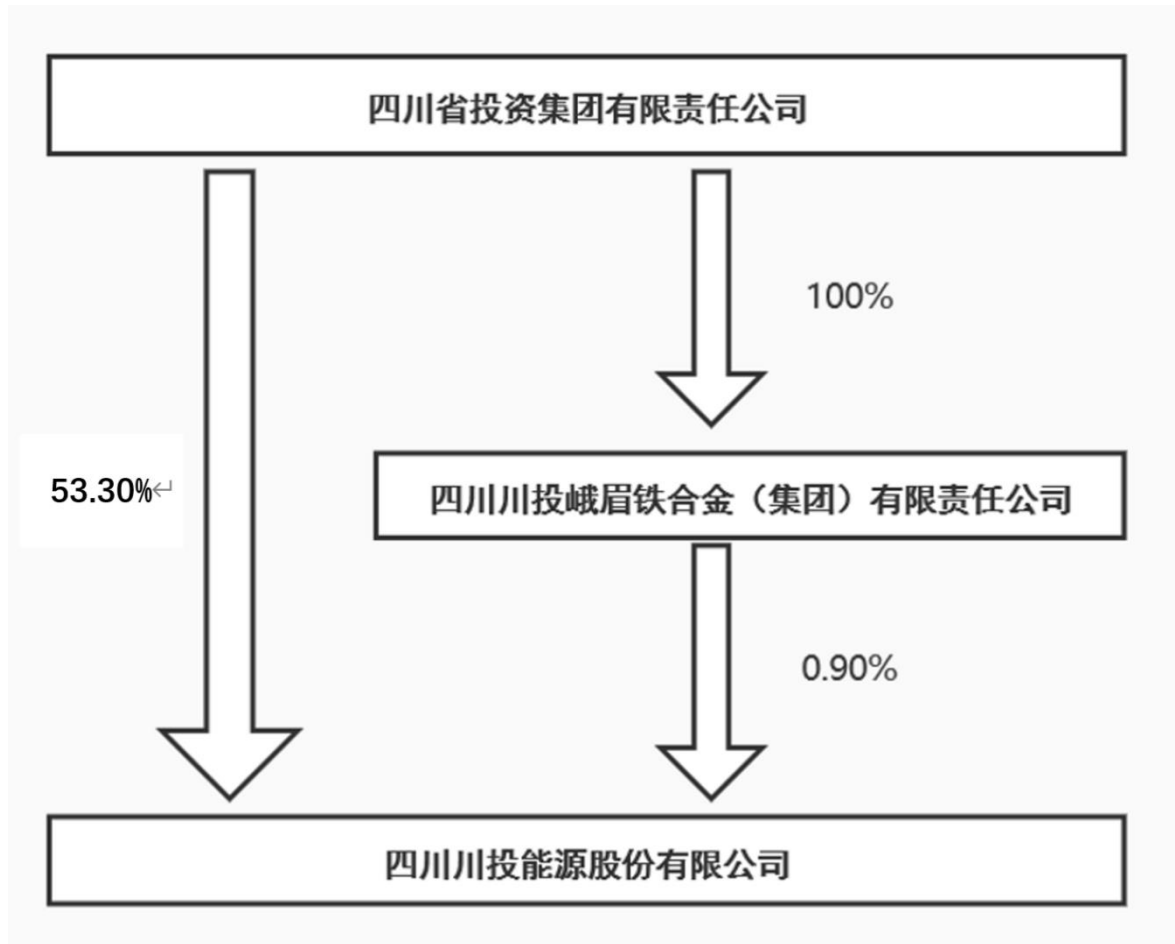 四川省投资集团有限责任公司
100%
53.30%↵
四川川投峨眉铁合金（集团）有限责任公司
0.90%
四川川投能源股份有限公司